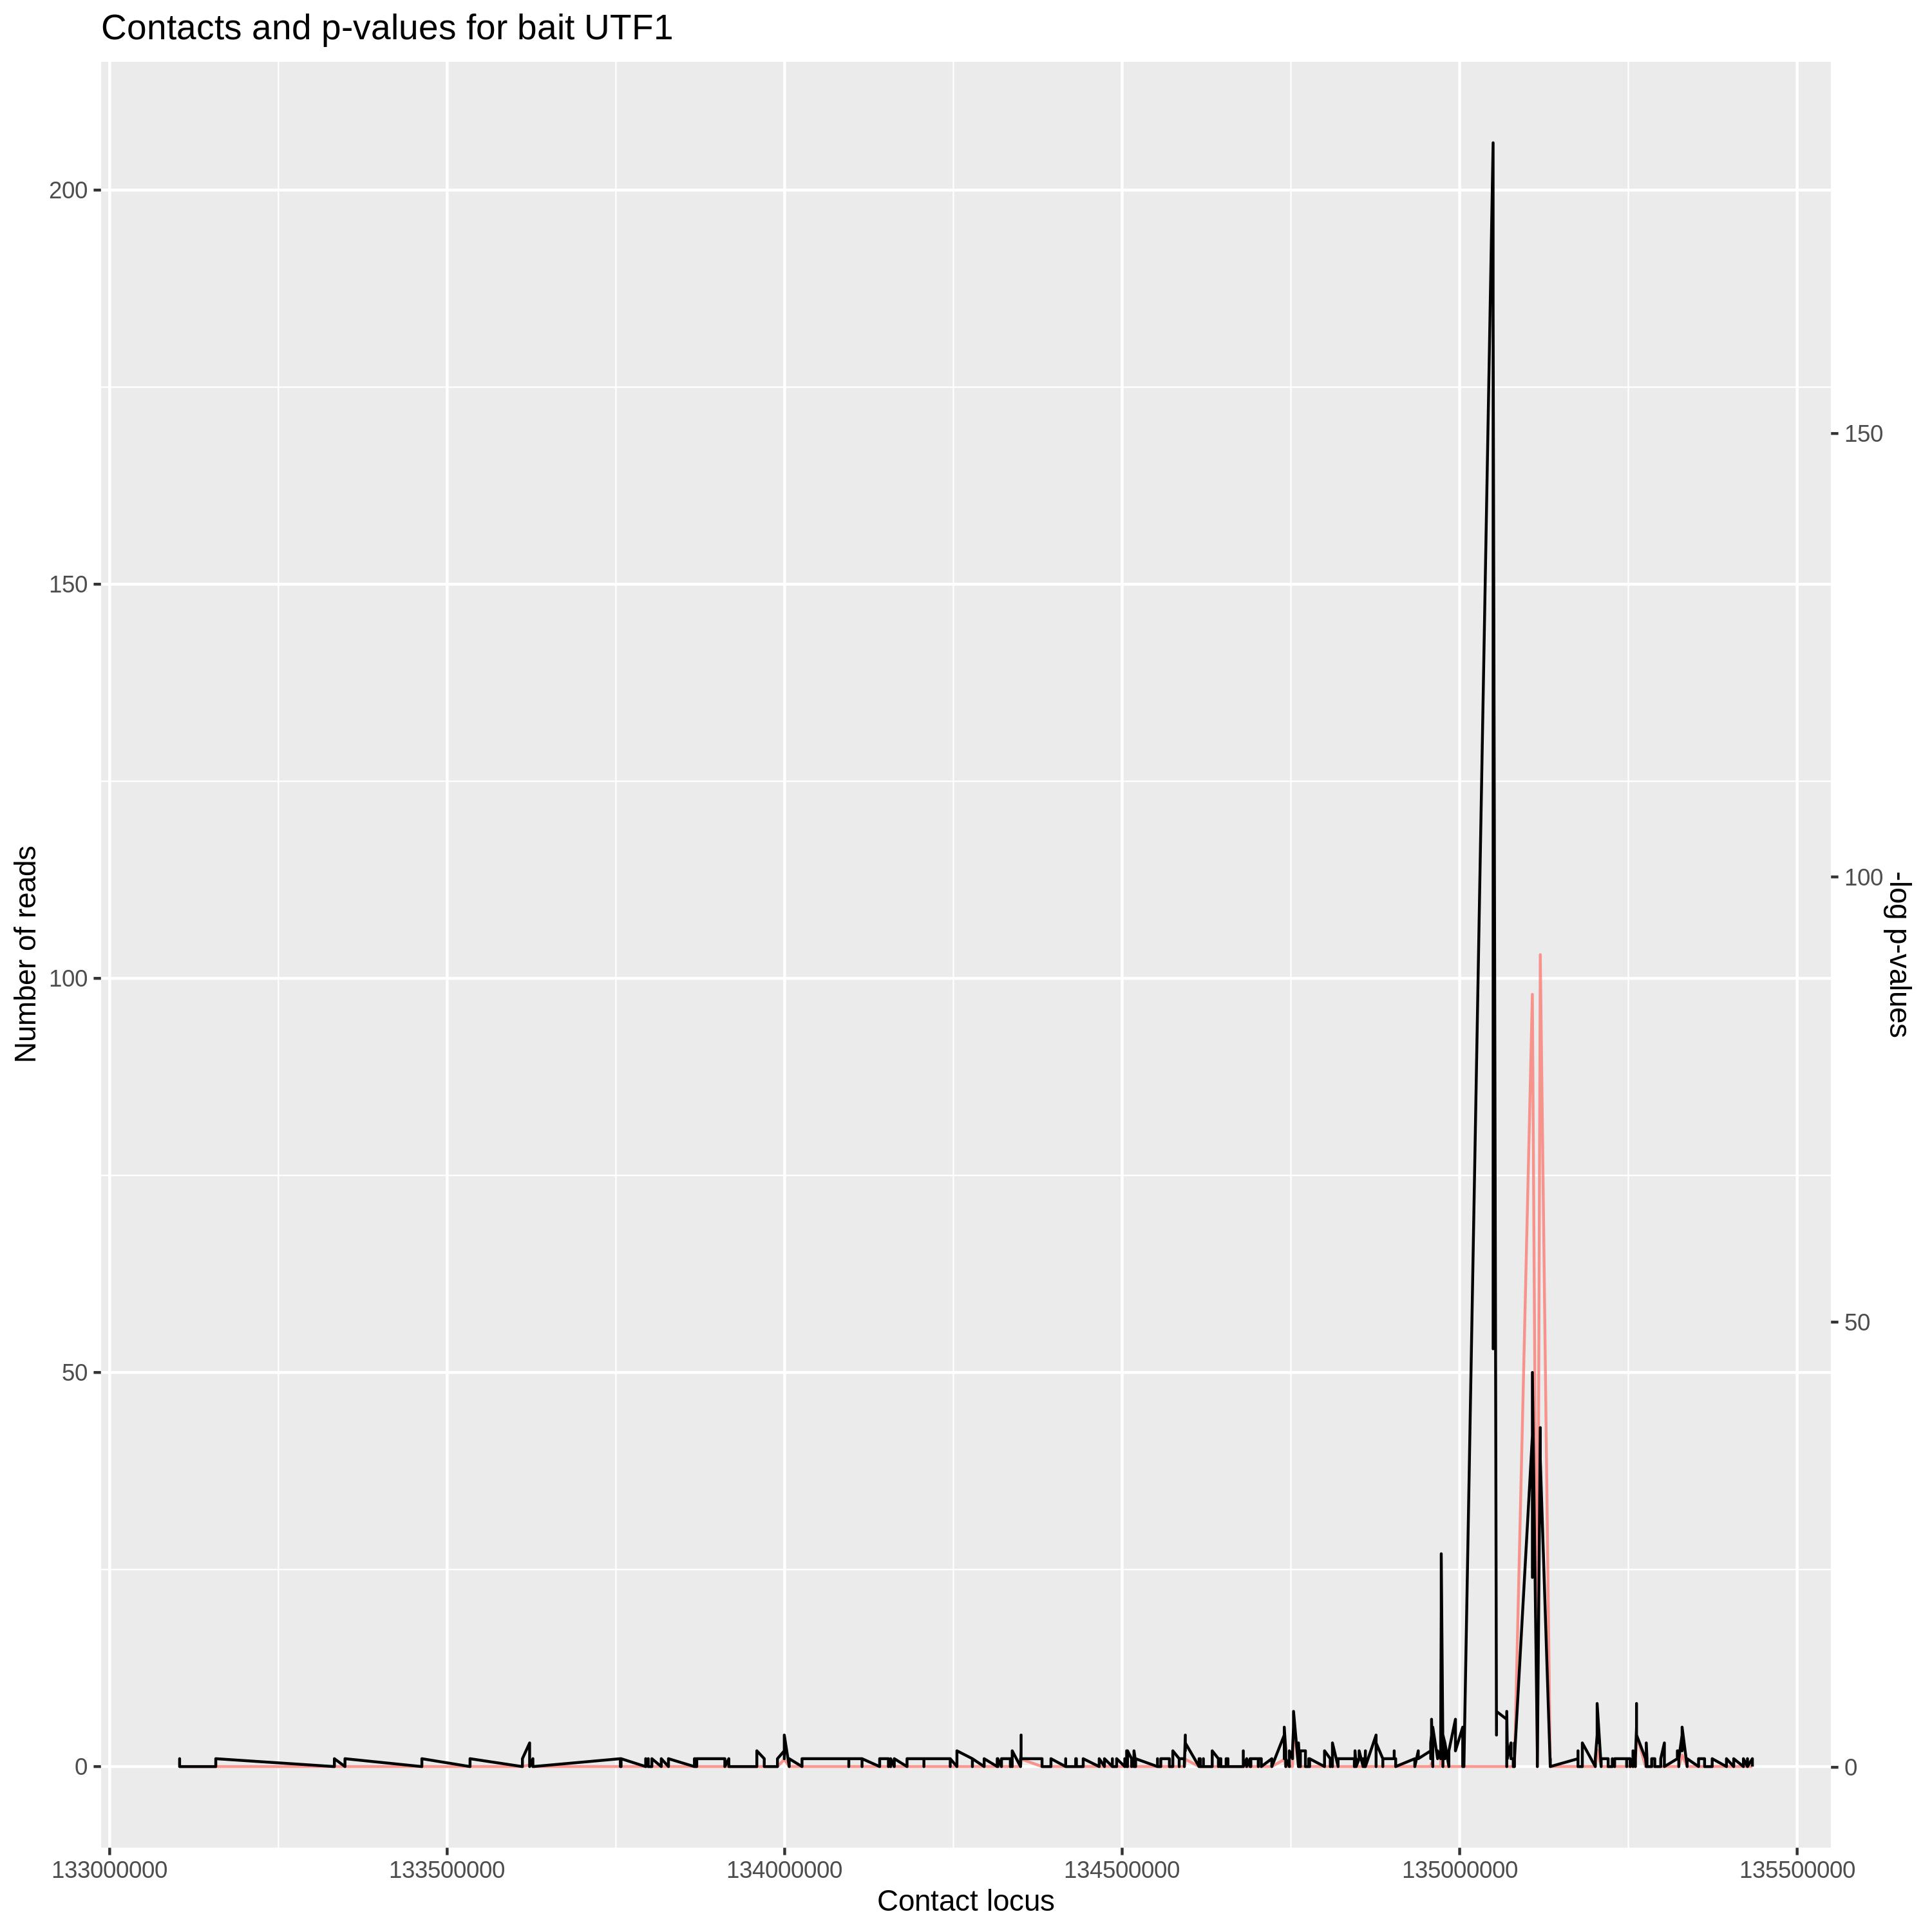 Contacts and p-values for bait UTF1
200
150
100
50
0
Number of reads
150
100
50
0
-log p-values
133000000 133500000 134000000 134500000 135000000 135500000
Contact locus